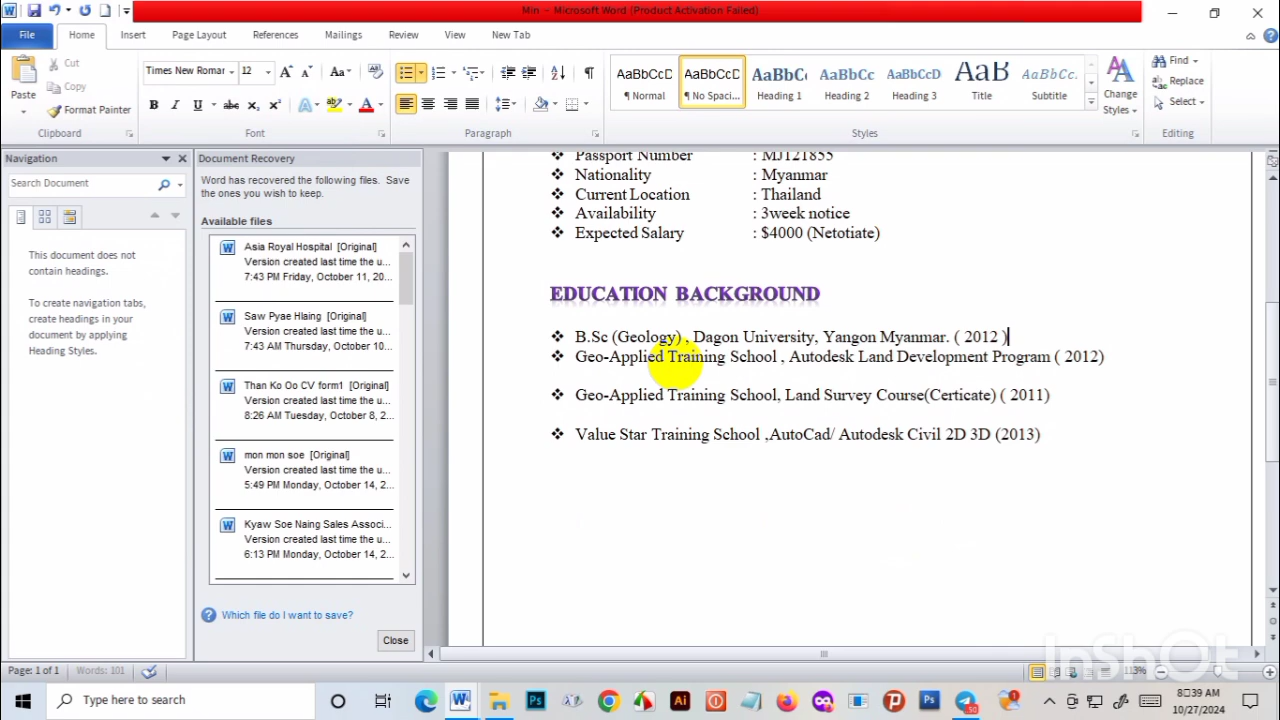 Min - Microsoft Word (Product Activation Failed)
File Home Insert Page Layout References Mailings Review View New Tab
Cut
Copy
Format Painter
Paste
Times New Romar 12
Normal
No Spaci...
Heading 1
Heading 2
Heading 3
Title
Subtitle
Change Styles
Find
Replace
Select
Clipboard Font Paragraph Styles Editing
Navigation
Search Document
This document does not
contain headings.
To create navigation tabs,
create headings in your
document by applying
Heading Styles.
Document Recovery
Word has recovered the following files. Save
the ones you wish to keep.
Available files
Asia Royal Hospital [Original]
Version created last time the u...
7:43 PM Friday, October 11, 20...
Saw Pyae Hlaing [Original]
Version created last time the u...
7:43 AM Thursday, October 10...
Than Ko Oo CV form1 [Original]
Version created last time the u...
8:26 AM Tuesday, October 8, 2...
mon mon soe [Original]
Version created last time the u...
5:49 PM Monday, October 14, 2...
Kyaw Soe Naing Sales Associ...
Version created last time the u...
6:13 PM Monday, October 14, 2...
Which file do I want to save?
Close
❖ Passport Number : MJ121855
❖ Nationality : Myanmar
❖ Current Location : Thailand
❖ Availability : 3week notice
❖ Expected Salary : $4000 (Netotiate)
EDUCATION BACKGROUND
❖ B.Sc (Geology) , Dagon University, Yangon Myanmar. ( 2012 )
❖ Geo-Applied Training School , Autodesk Land Development Program ( 2012)
❖ Geo-Applied Training School, Land Survey Course(Certicate) ( 2011)
❖ Value Star Training School ,AutoCad/ Autodesk Civil 2D 3D (2013)
InShOt
Page: 1 of 1 Words: 101
113%
Type here to search
8:39 AM
10/27/2024